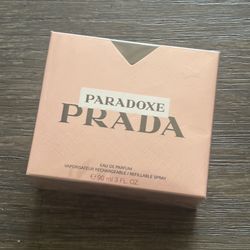 PARADOXE
PRADA
EAU DE PARFUM
VAPORISATEUR RECHARGEABLE / REFILLABLE SPRAY
℮ 90 ml 3 FL. OZ